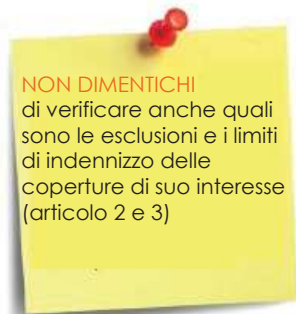 NON DIMENTICHI
di verificare anche quali
sono le esclusioni e i limiti
di indennizzo delle
coperture di suo interesse
(articolo 2 e 3)